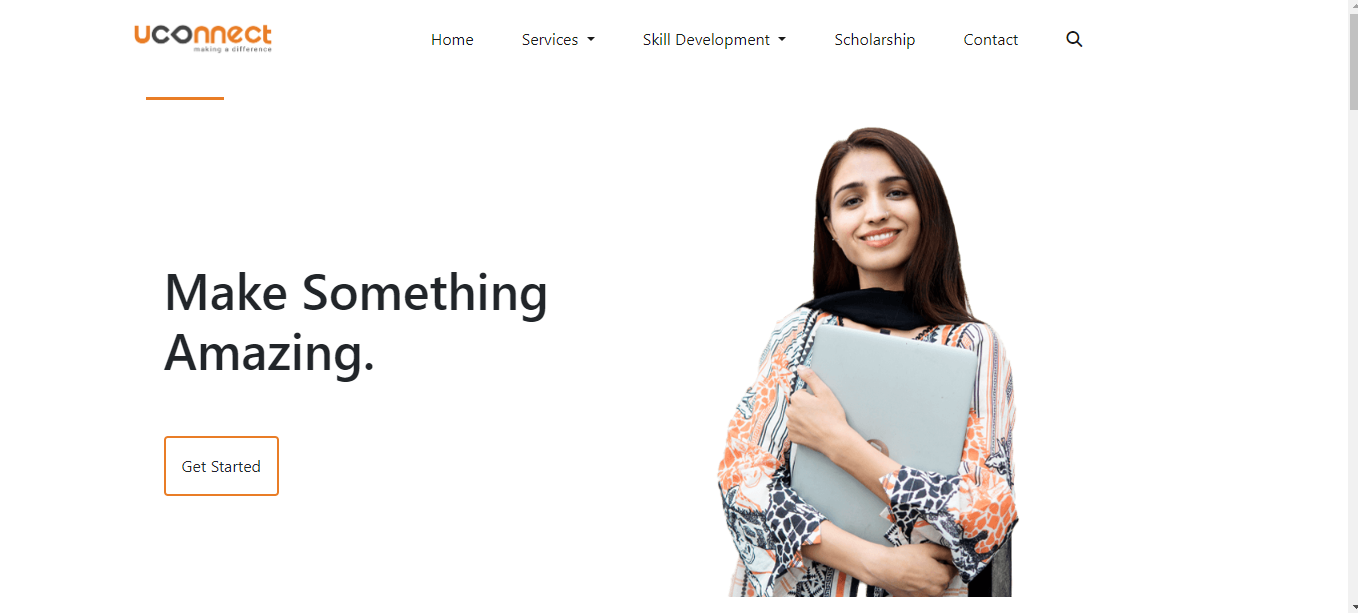 uconnect
making a difference
Home Services Skill Development Scholarship Contact
Make Something
Amazing.
Get Started